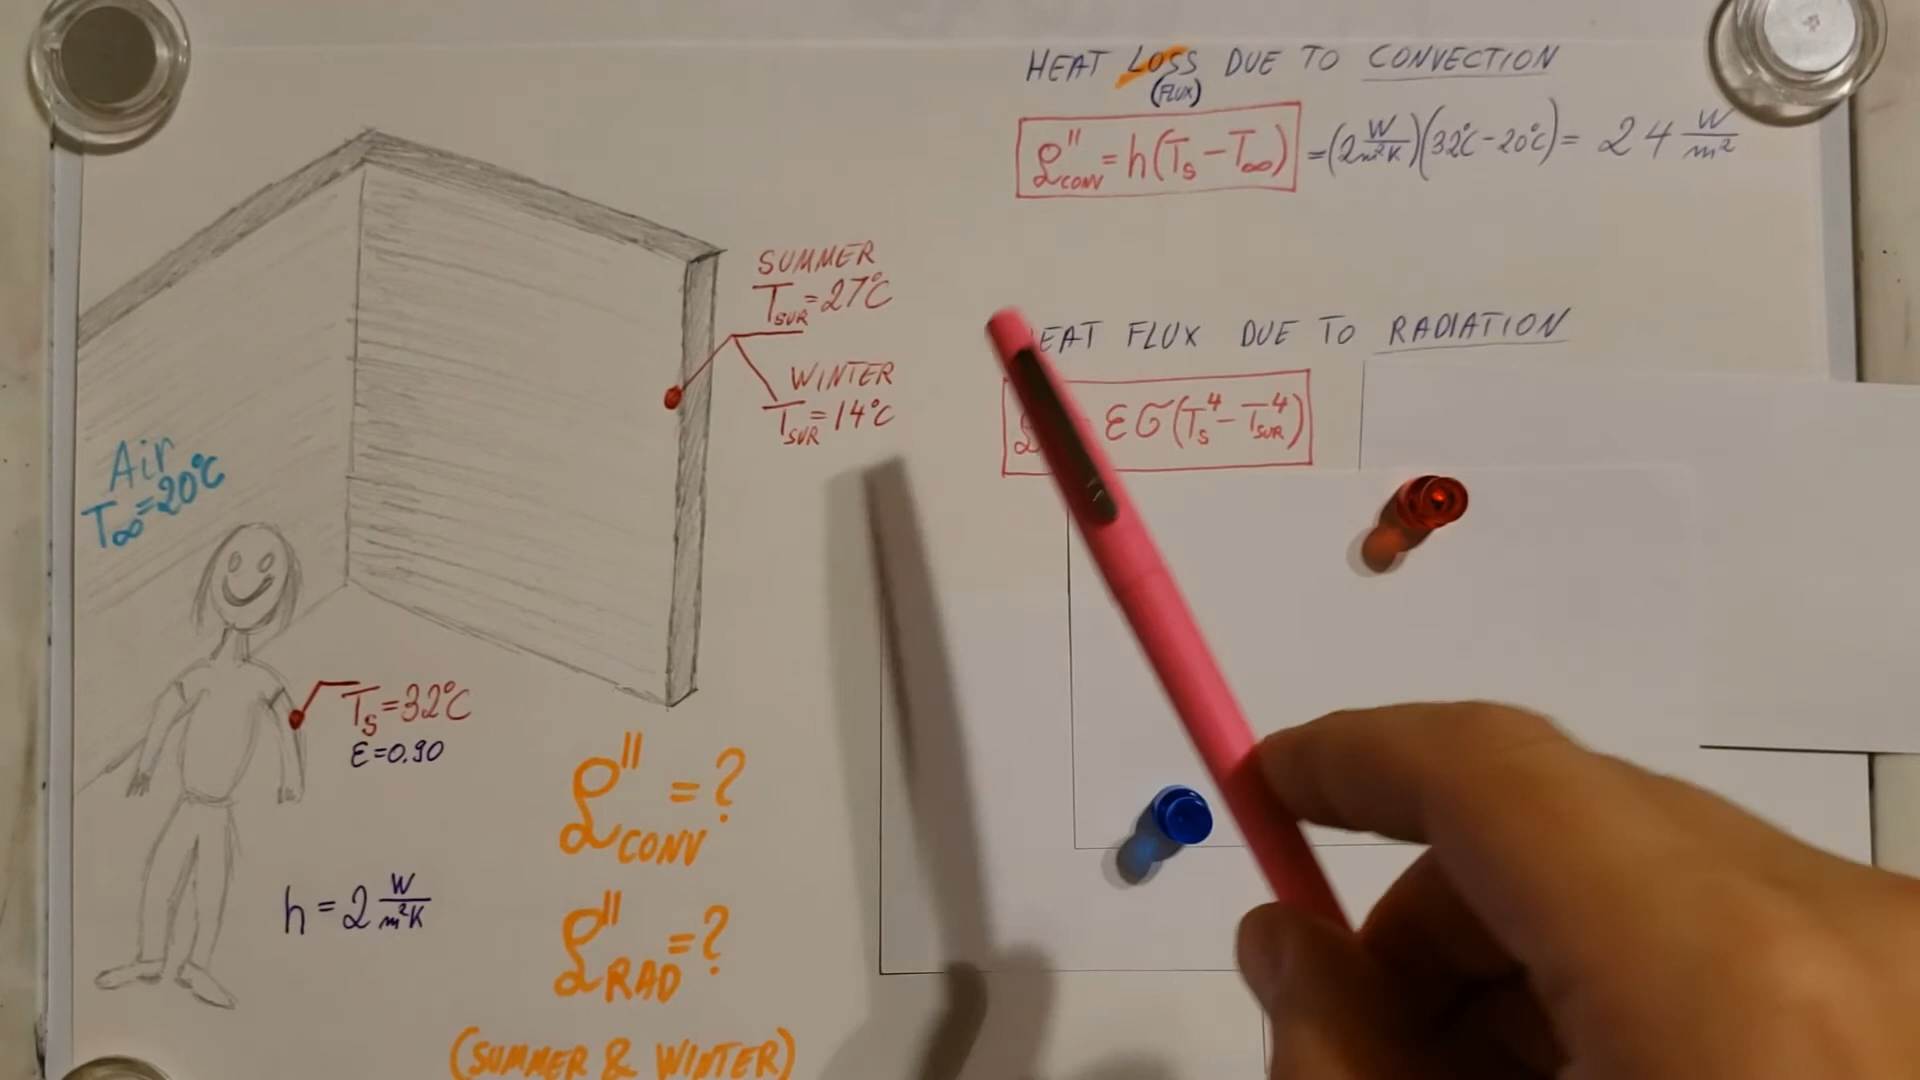 HEAT LOSS DUE TO CONVECTION
(FLUX)
q''CONV = h(Ts - T∞) = (2 W/m²K)(32°C - 20°C) = 24 W/m²
SUMMER
TSUR = 27°C
WINTER
TSUR = 14°C
EAT FLUX DUE TO RADIATION
εσ(Ts⁴ - TSUR⁴)
Air
T∞ = 20°C
Ts = 32°C
ε = 0.90
h = 2 W/m²K
q''CONV = ?
q''RAD = ?
(SUMMER & WINTER)